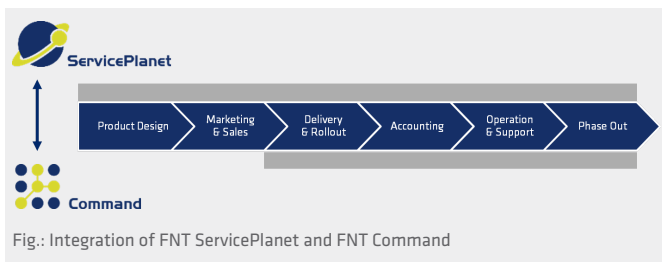 ServicePlanet
Product Design
Marketing
& Sales
Delivery
& Rollout
Accounting
Operation
& Support
Phase Out
Command
Fig.: Integration of FNT ServicePlanet and FNT Command